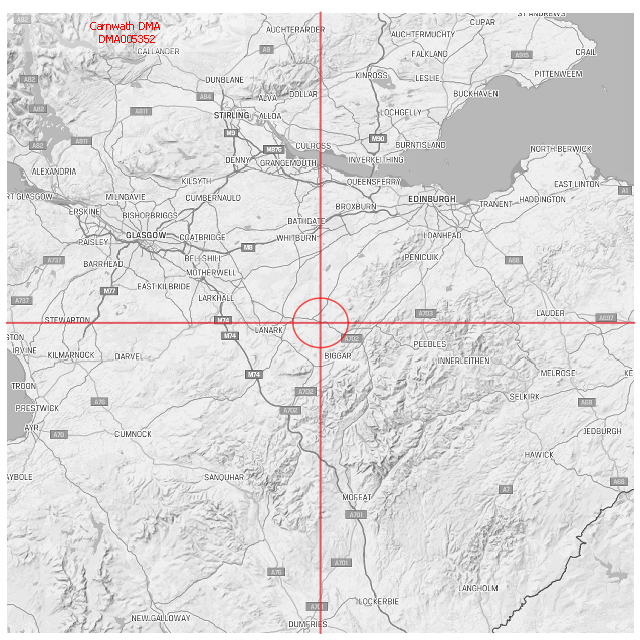 ST ANDREWS
A82
Carnwath DMA
CUPAR
AUCHTERARDER
AUCHTERMUCHTY
DMA005352
CALLANDER
A9
FALKLAND
A915
CRAIL
A82
DUNBLANE
KINROSS
LESLIE
PITTENWEEM
DOLLAR
BUCKHAVEN
A84
ALVA
A82
A811
STIRLING
ALLOA
LOCHGELLY
M9
M90
A811
A82
CULROSS
BURNTISLAND
M876
NORTH BERWICK
DENNY
GRANGEMOUTH
INVERKEITHING
ALEXANDRIA
KILSYTH
QUEENSFERRY
EAST LINTON
A1
RT GLASGOW
MILNGAVIE
CUMBERNAULD
EDINBURGH
HADDINGTON
ERSKINE
BISHOPBRIGGS
BROXBURN
TRANENT
BATHGATE
GLASGOW
COATBRIDGE
WHITBURN
LOANHEAD
PAISLEY
M8
BELLSHILL
PENICUIK
A737
BARRHEAD
A68
MOTHERWELL
EAST KILBRIDE
M77
LARKHALL
A737
A703
LAUDER
STEWARTON
M74
A697
LANARK
M74
A702
STON
IRVINE
KILMARNOCK
DARVEL
BIGGAR
PEEBLES
INNERLEITHEN
M74
MELROSE
KE
TROON
A702
SELKIRK
A76
A68
PRESTWICK
A702
AYR
A70
CUMNOCK
JEDBURGH
HAWICK
AYBOLE
SANQUHAR
A68
A7
MOFFAT
A701
A701
A76
LANGHOLM
A701
LOCKERBIE
NEW GALLOWAY
DUMFRIES